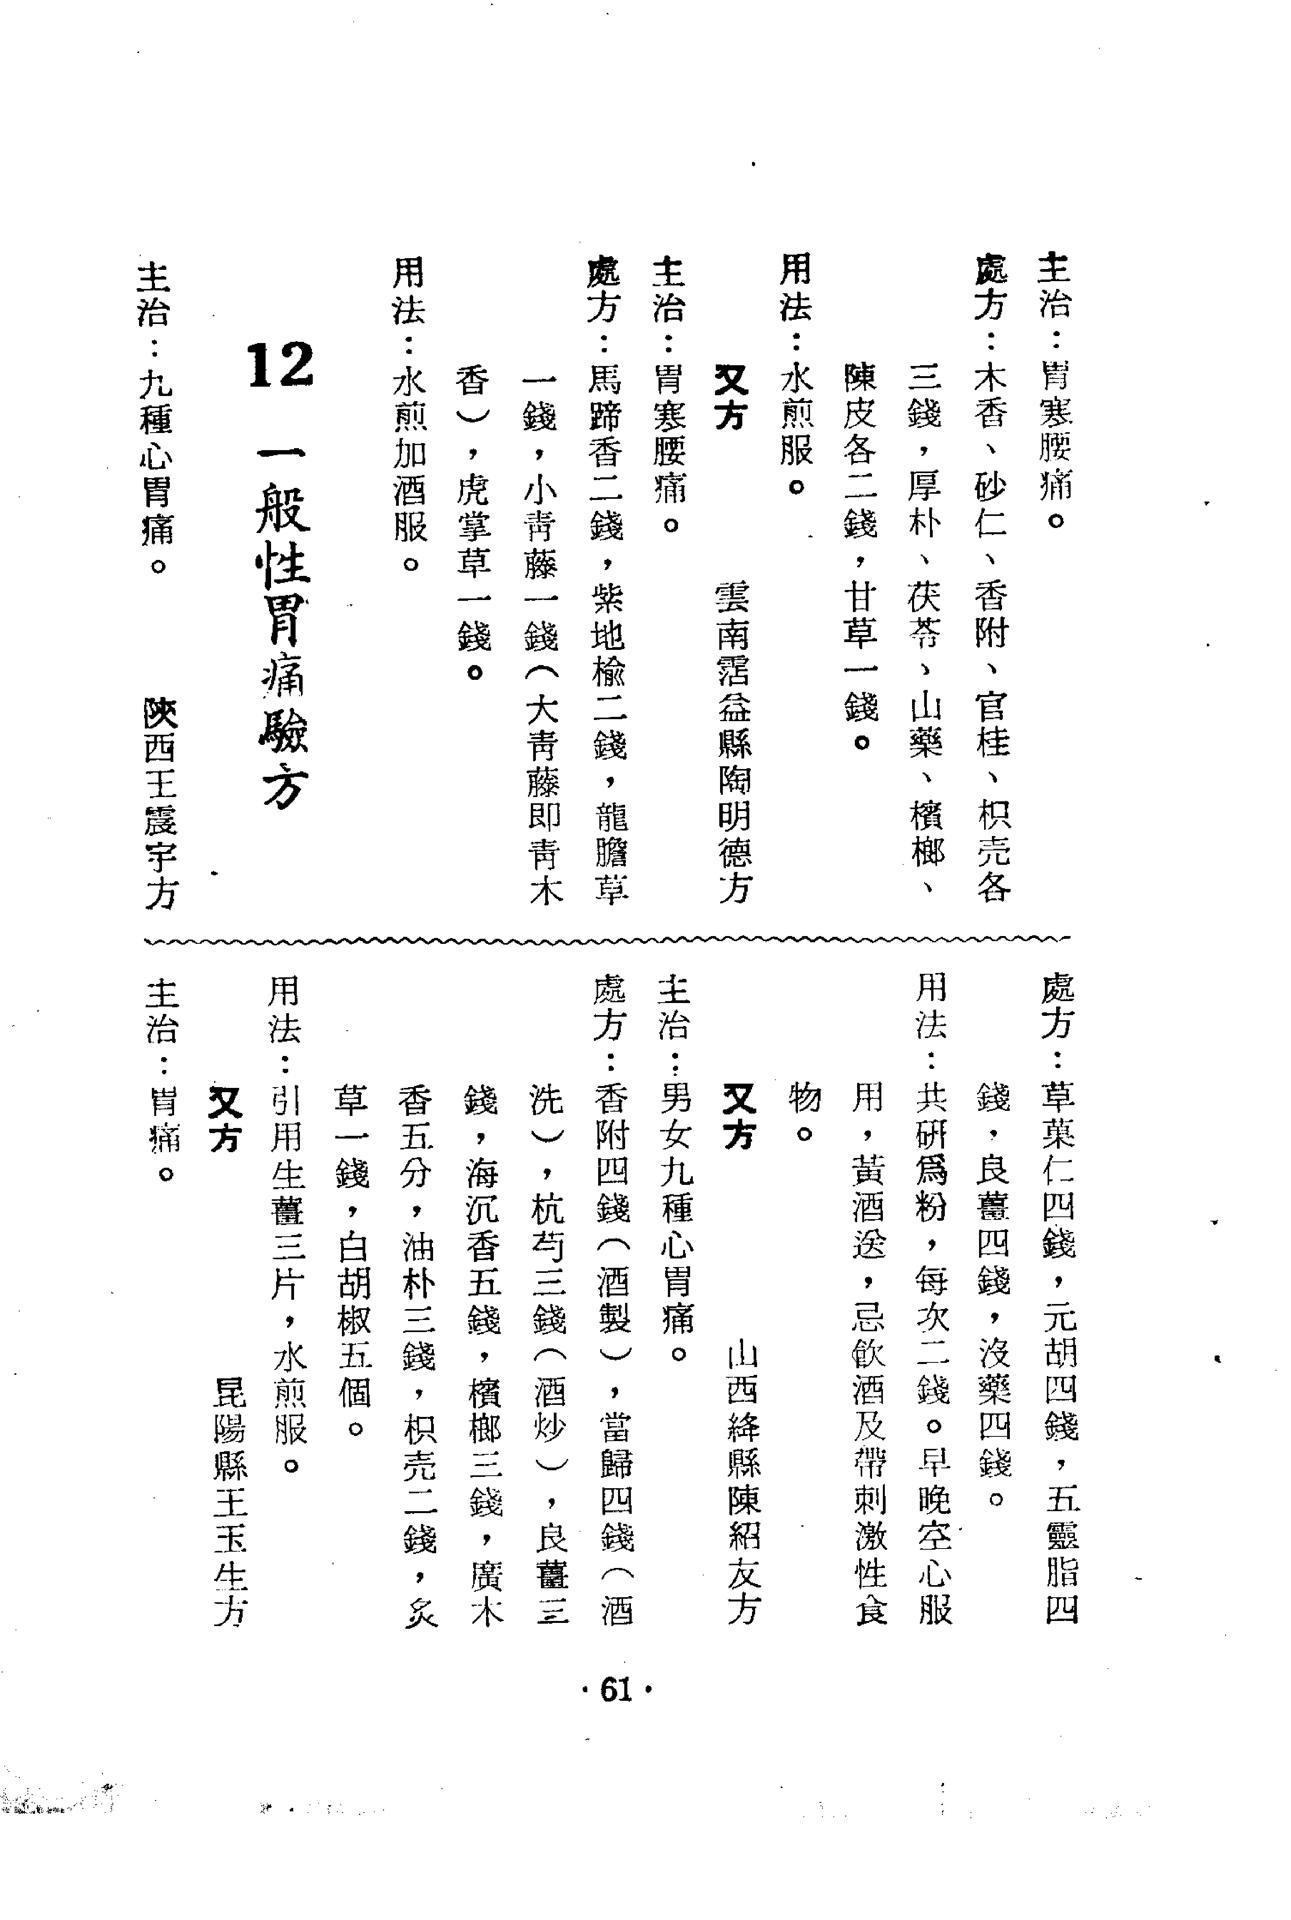 主治：胃寒腰痛。
處方：木香、砂仁、香附、官桂、枳壳各
三錢，厚朴、茯苓、山藥、檳榔、
陳皮各二錢，甘草一錢。
用法：水煎服。
又方　雲南霑益縣陶明德方
主治：胃寒腰痛。
處方：馬蹄香二錢，紫地楡二錢，龍膽草
一錢，小靑藤一錢（大靑藤即靑木
香），虎掌草一錢。
用法：水煎加酒服。
12 一般性胃痛驗方
主治：九種心胃痛。　陝西王震宇方
處方：草菓仁四錢，元胡四錢，五靈脂四
錢，良薑四錢，沒藥四錢。
用法：共硏爲粉，每次二錢。早晚空心服
用，黃酒送，忌飮酒及帶刺激性食
物。
又方　山西絳縣陳紹友方
主治：男女九種心胃痛。
處方：香附四錢（酒製），當歸四錢（酒
洗），杭芍三錢（酒炒），良薑三
錢，海沉香五錢，檳榔三錢，廣木
香五分，油朴三錢，枳壳二錢，炙
草一錢，白胡椒五個。
用法：引用生薑三片，水煎服。
又方　昆陽縣王玉生方
主治：胃痛。
·61·